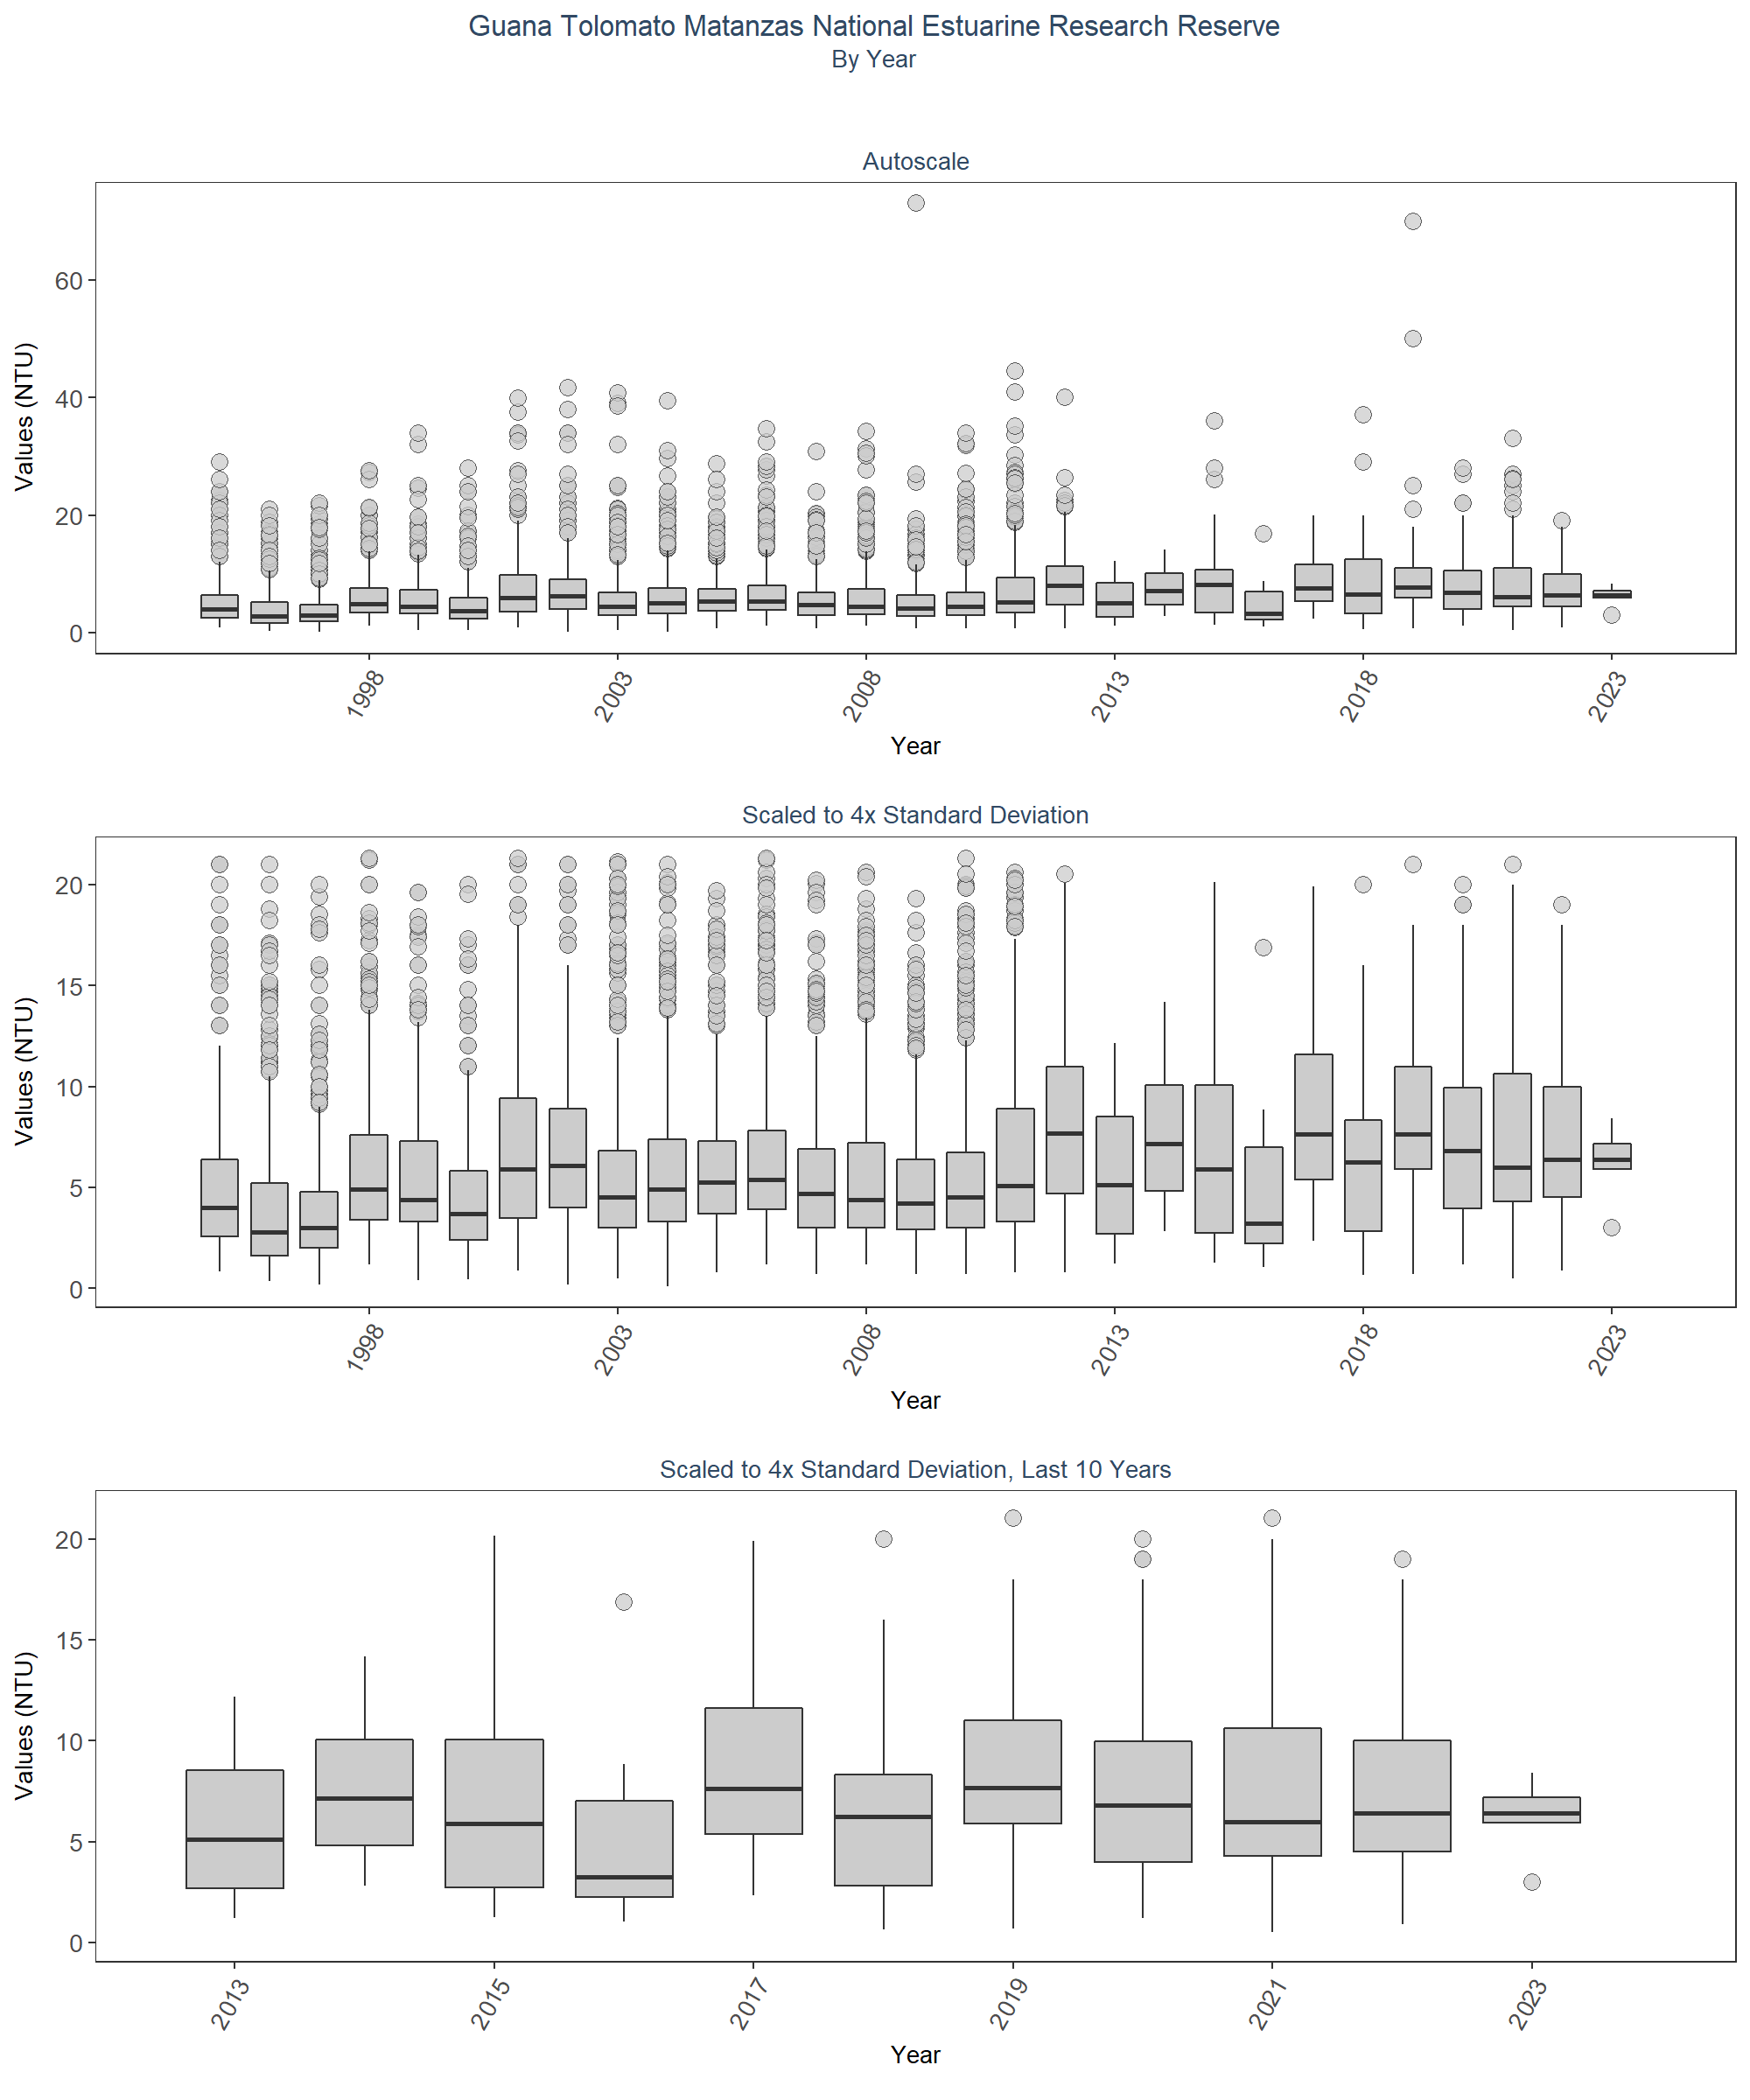 Guana Tolomato Matanzas National Estuarine Research Reserve
By Year
Autoscale
Values (NTU)
60
40
20
0
1998
2003
2008
2013
2018
2023
Year
Scaled to 4x Standard Deviation
Values (NTU)
20
15
10
5
0
1998
2003
2008
2013
2018
2023
Year
Scaled to 4x Standard Deviation, Last 10 Years
Values (NTU)
20
15
10
5
0
2013
2015
2017
2019
2021
2023
Year